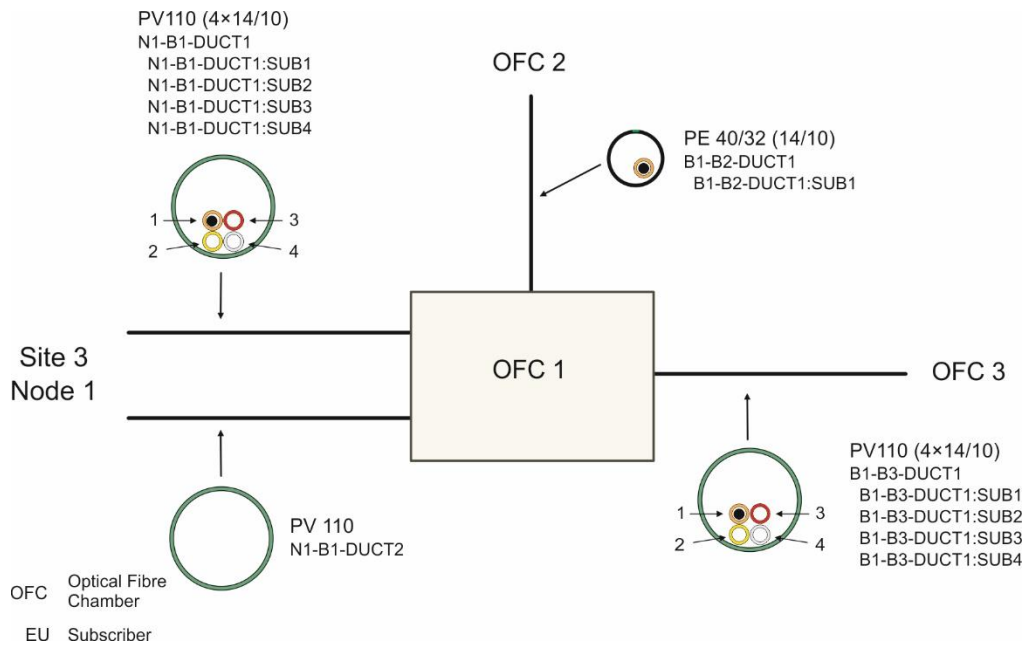 PV110 (4×14/10)
N1-B1-DUCT1
N1-B1-DUCT1:SUB1
N1-B1-DUCT1:SUB2
N1-B1-DUCT1:SUB3
N1-B1-DUCT1:SUB4
1
3
2
4
OFC 2
PE 40/32 (14/10)
B1-B2-DUCT1
B1-B2-DUCT1:SUB1
Site 3
Node 1
OFC 1
OFC 3
PV 110
N1-B1-DUCT2
PV110 (4×14/10)
B1-B3-DUCT1
B1-B3-DUCT1:SUB1
B1-B3-DUCT1:SUB2
B1-B3-DUCT1:SUB3
B1-B3-DUCT1:SUB4
1
3
2
4
OFC Optical Fibre
Chamber
EU Subscriber